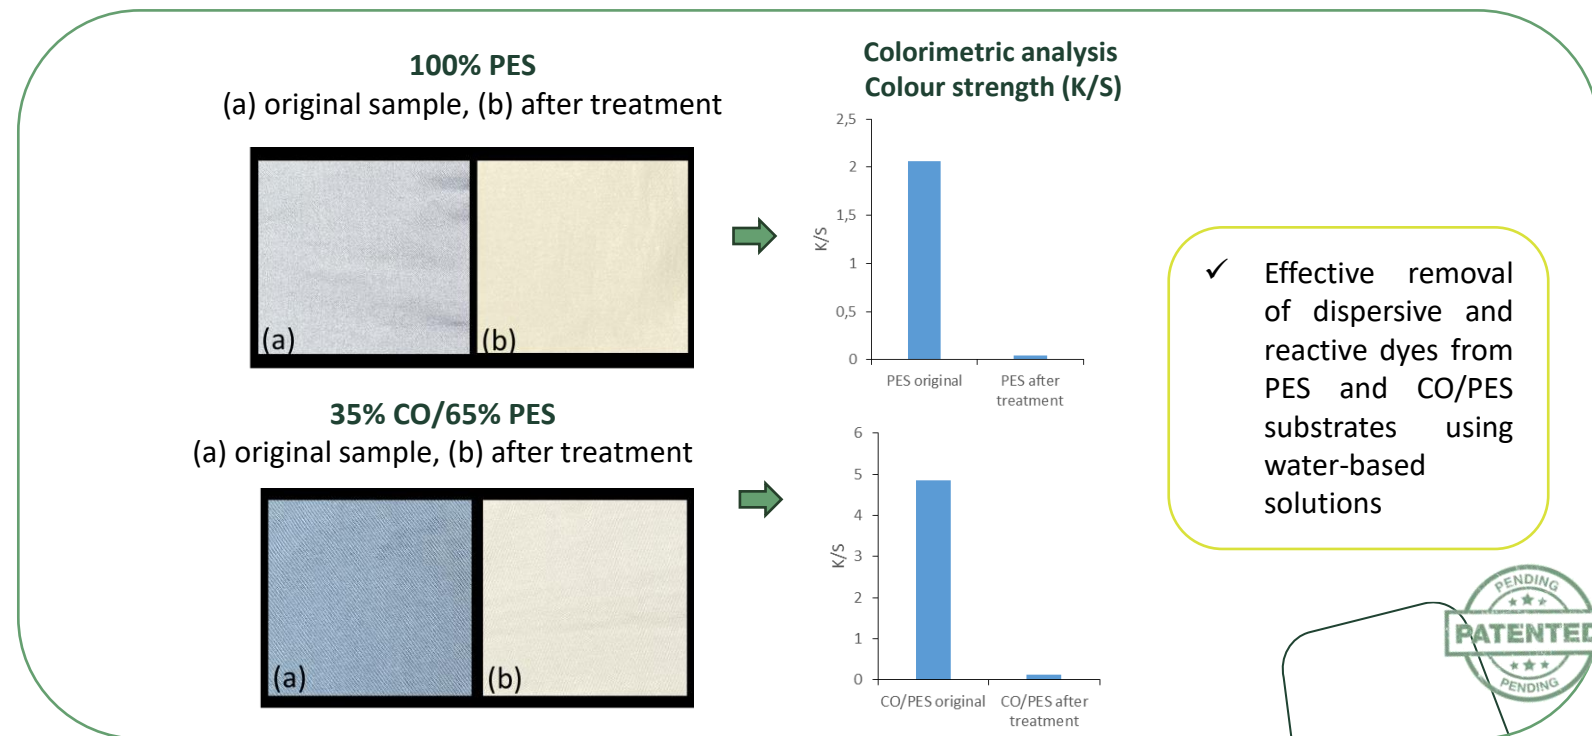 100% PES
(a) original sample, (b) after treatment
(a)
(b)
35% CO/65% PES
(a) original sample, (b) after treatment
(a)
(b)
Colorimetric analysis
Colour strength (K/S)
2,5
2
1,5
1
0,5
0
K/S
PES original
PES after
treatment
6
5
4
3
2
1
0
K/S
CO/PES original
CO/PES after
treatment
✓ Effective removal
of dispersive and
reactive dyes from
PES and CO/PES
substrates using
water-based
solutions
PENDING
PATENTED
PENDING